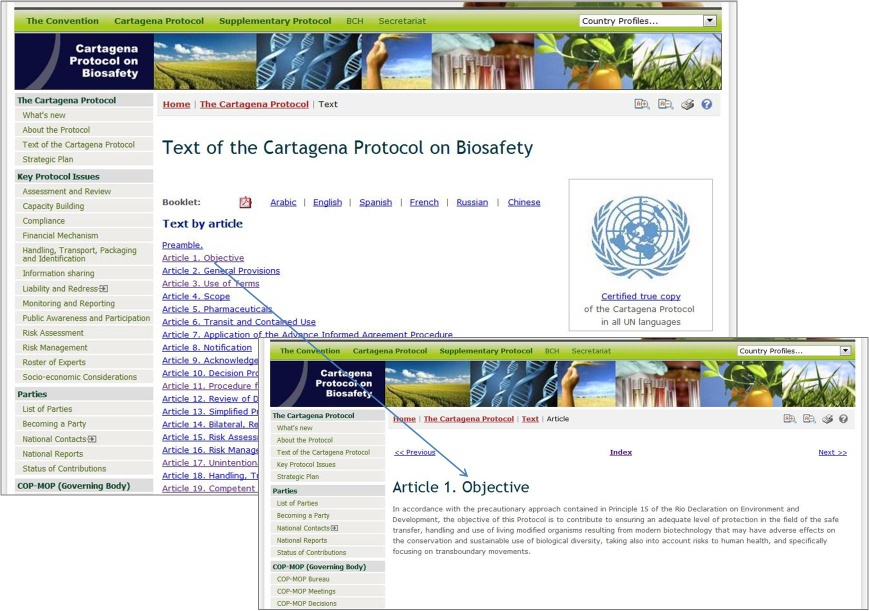 The Convention Cartagena Protocol Supplementary Protocol BCH Secretariat Country Profiles...
Cartagena
Protocol on
Biosafety
The Cartagena Protocol
What's new
About the Protocol
Text of the Cartagena Protocol
Strategic Plan
Key Protocol Issues
Assessment and Review
Capacity Building
Compliance
Financial Mechanism
Handling, Transport, Packaging
and Identification
Information sharing
Liability and Redress
Monitoring and Reporting
Public Awareness and Participation
Risk Assessment
Risk Management
Roster of Experts
Socio-economic Considerations
Parties
List of Parties
Becoming a Party
National Contacts
National Reports
Status of Contributions
COP-MOP (Governing Body)
Home | The Cartagena Protocol | Text
Text of the Cartagena Protocol on Biosafety
Booklet: Arabic | English | Spanish | French | Russian | Chinese
Text by article
Preamble.
Article 1. Objective
Article 2. General Provisions
Article 3. Use of Terms
Article 4. Scope
Article 5. Pharmaceuticals
Article 6. Transit and Contained Use
Article 7. Application of the Advance Informed Agreement Procedure
Article 8. Notification
Article 9. Acknowledge
Article 10. Decision Pro
Article 11. Procedure f
Article 12. Review of D
Article 13. Simplified P
Article 14. Bilateral, Re
Article 15. Risk Assess
Article 16. Risk Manage
Article 17. Unintention
Article 18. Handling, T
Article 19. Competent
Certified true copy
of the Cartagena Protocol
in all UN languages
The Convention Cartagena Protocol Supplementary Protocol BCH Secretariat Country Profiles...
Cartagena
Protocol on
Biosafety
The Cartagena Protocol
What's new
About the Protocol
Text of the Cartagena Protocol
Key Protocol Issues
Strategic Plan
Parties
List of Parties
Becoming a Party
National Contacts
National Reports
Status of Contributions
COP-MOP (Governing Body)
COP-MOP Bureau
COP-MOP Meetings
COP-MOP Decisions
Home | The Cartagena Protocol | Text | Article
<< Previous Index Next >>
Article 1. Objective
In accordance with the precautionary approach contained in Principle 15 of the Rio Declaration on Environment and
Development, the objective of this Protocol is to contribute to ensuring an adequate level of protection in the field of the safe
transfer, handling and use of living modified organisms resulting from modern biotechnology that may have adverse effects on
the conservation and sustainable use of biological diversity, taking also into account risks to human health, and specifically
focusing on transboundary movements.